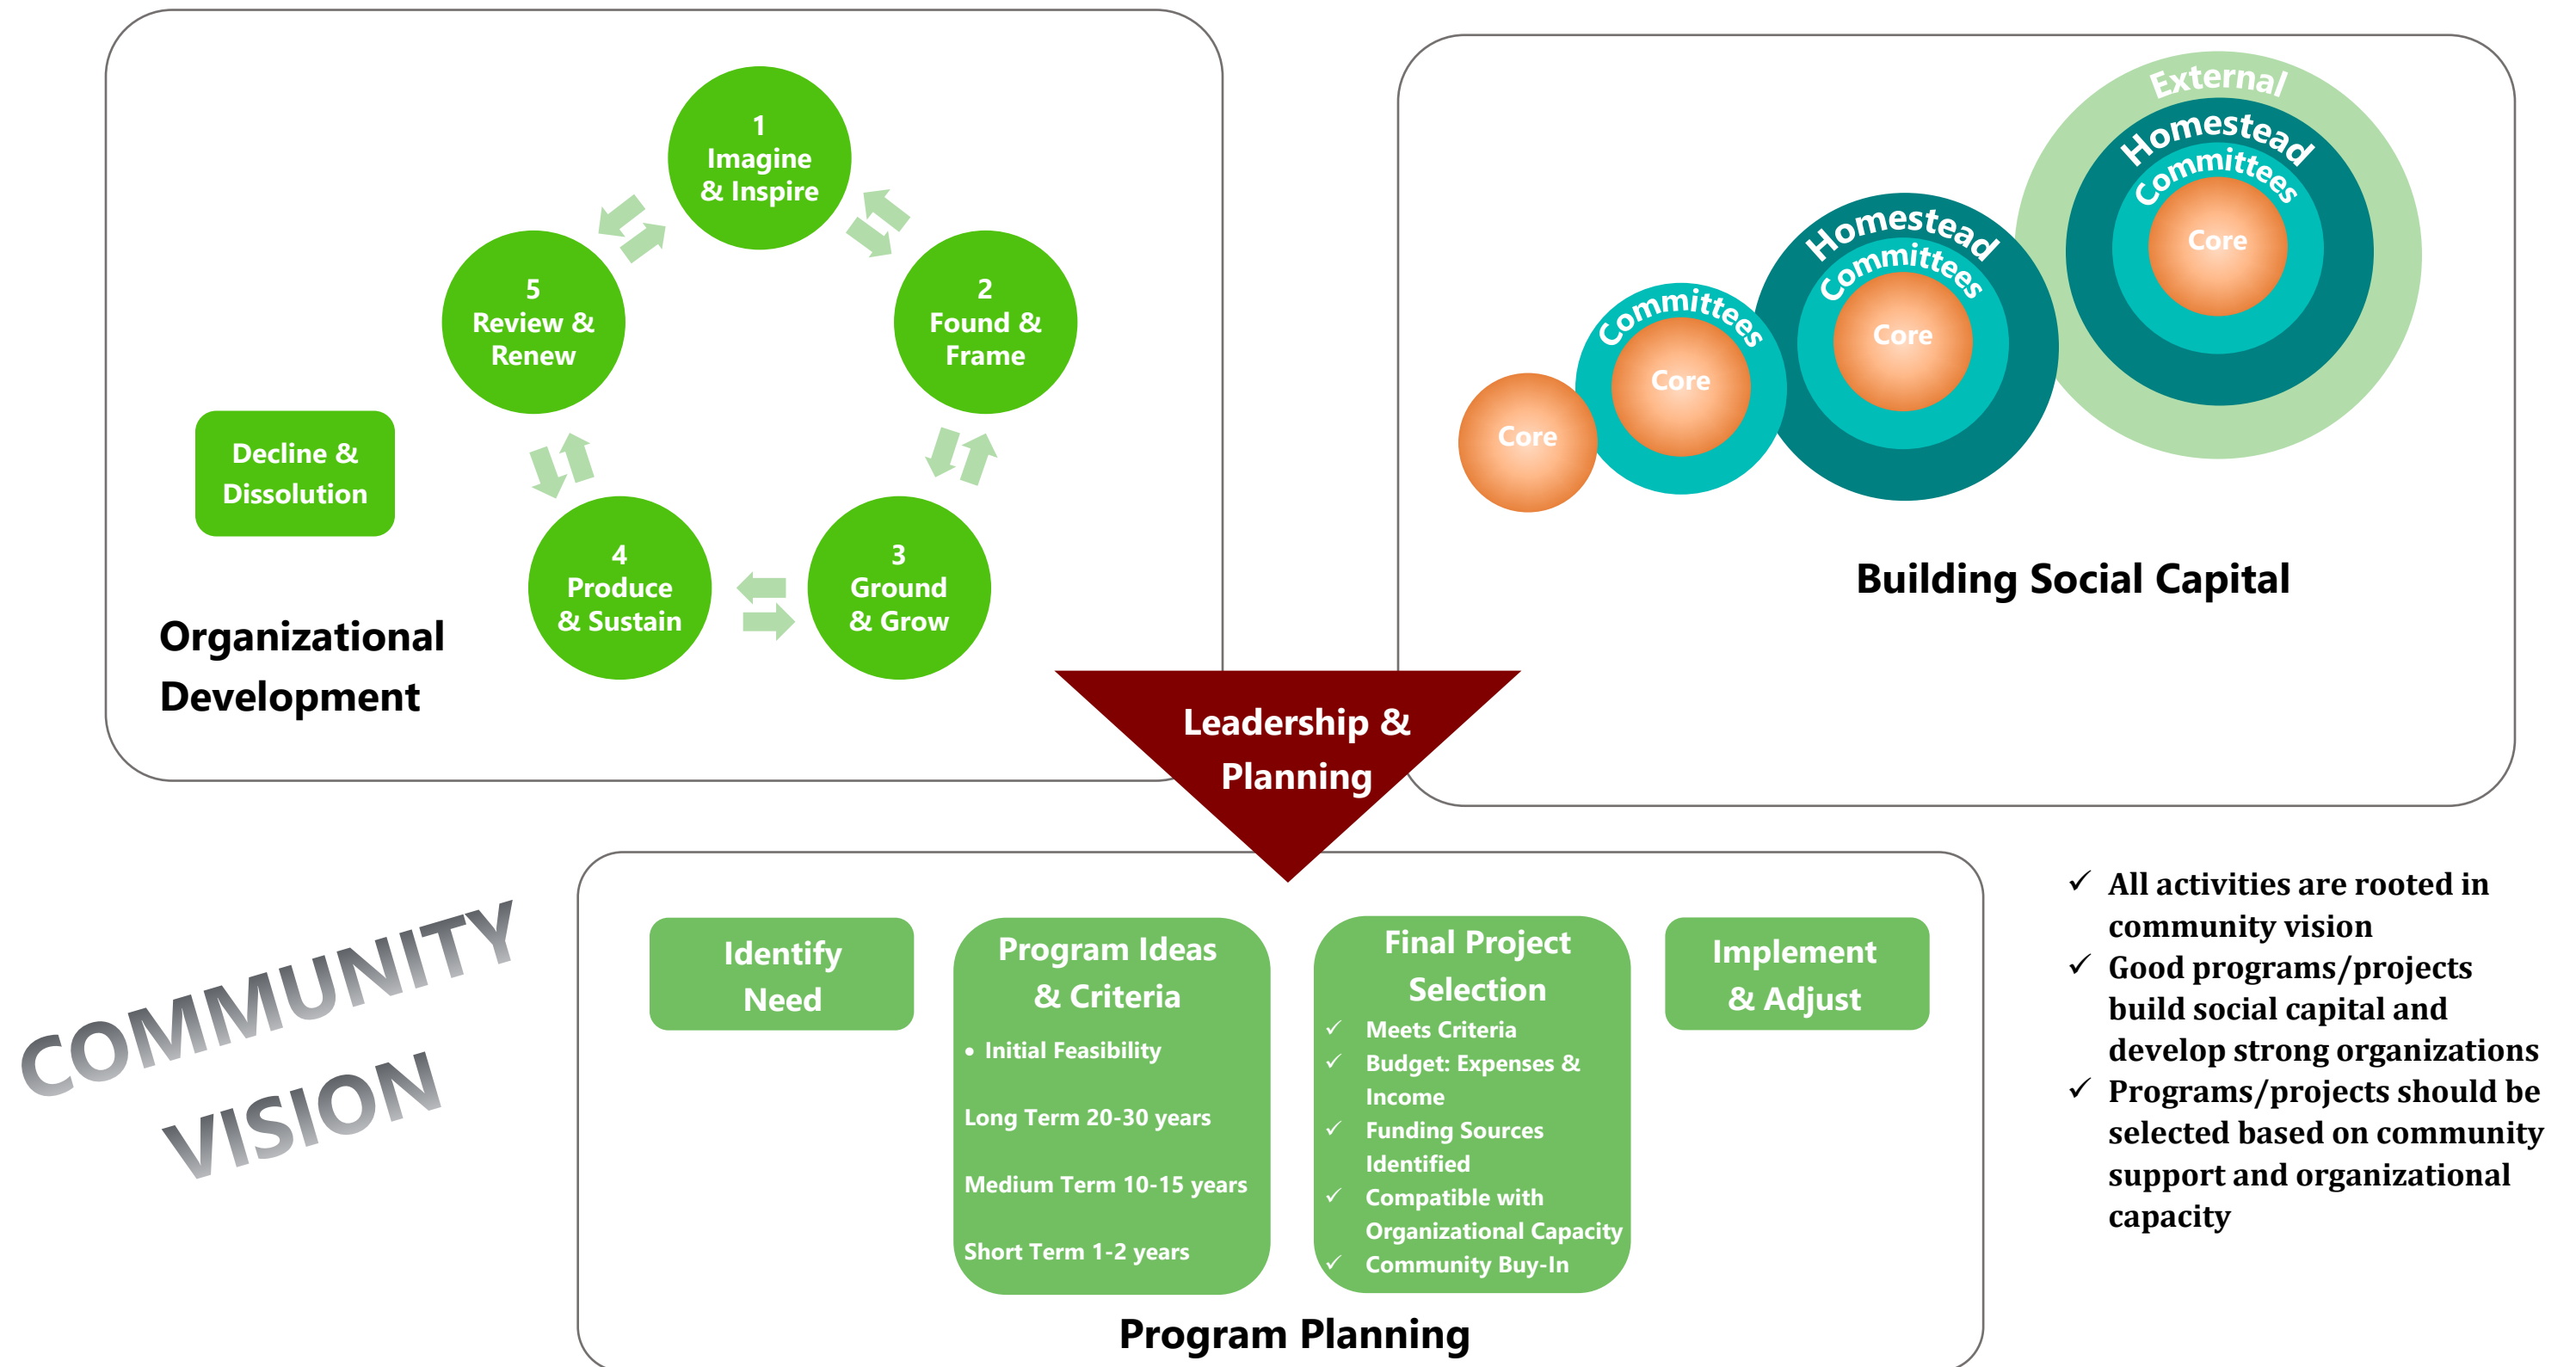 1
Imagine
& Inspire
2
Found &
Frame
3
Ground
& Grow
4
Produce
& Sustain
5
Review &
Renew
Decline &
Dissolution
Organizational
Development
Core
Committees
Core
Homestead
Committees
Core
External
Homestead
Committees
Core
Building Social Capital
Leadership &
Planning
COMMUNITY
VISION
Identify
Need
Program Ideas
& Criteria
• Initial Feasibility
Long Term 20-30 years
Medium Term 10-15 years
Short Term 1-2 years
Final Project
Selection
✓ Meets Criteria
✓ Budget: Expenses &
Income
✓ Funding Sources
Identified
✓ Compatible with
Organizational Capacity
✓ Community Buy-In
Implement
& Adjust
Program Planning
✓ All activities are rooted in
community vision
✓ Good programs/projects
build social capital and
develop strong organizations
✓ Programs/projects should be
selected based on community
support and organizational
capacity